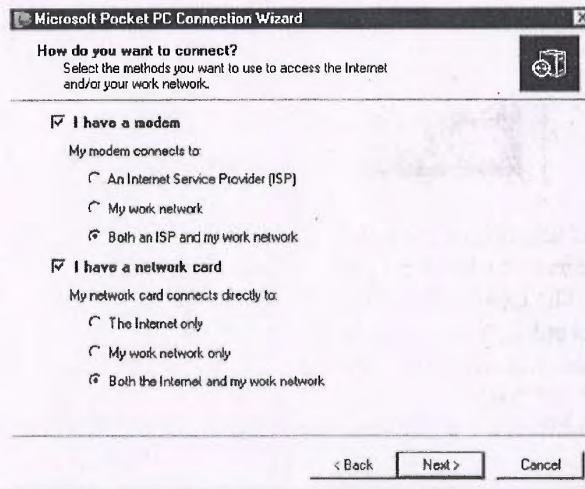 Microsoft Pocket PC Connection Wizard
How do you want to connect?
Select the methods you want to use to access the Internet
and/or your work network.
I have a modem
My modem connects to:
An Internet Service Provider (ISP)
My work network
Both an ISP and my work network
I have a network card
My network card connects directly to:
The Internet only
My work network only
Both the Internet and my work network
< Back
Next >
Cancel